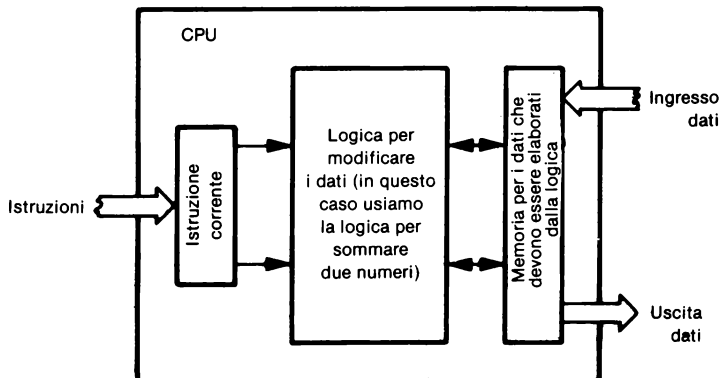 CPU
Istruzioni
Istruzione
corrente
Logica per
modificare
i dati (in questo
caso usiamo
la logica per
sommare
due numeri)
Memoria per i dati che
devono essere elaborati
dalla logica
Ingresso
dati
Uscita
dati